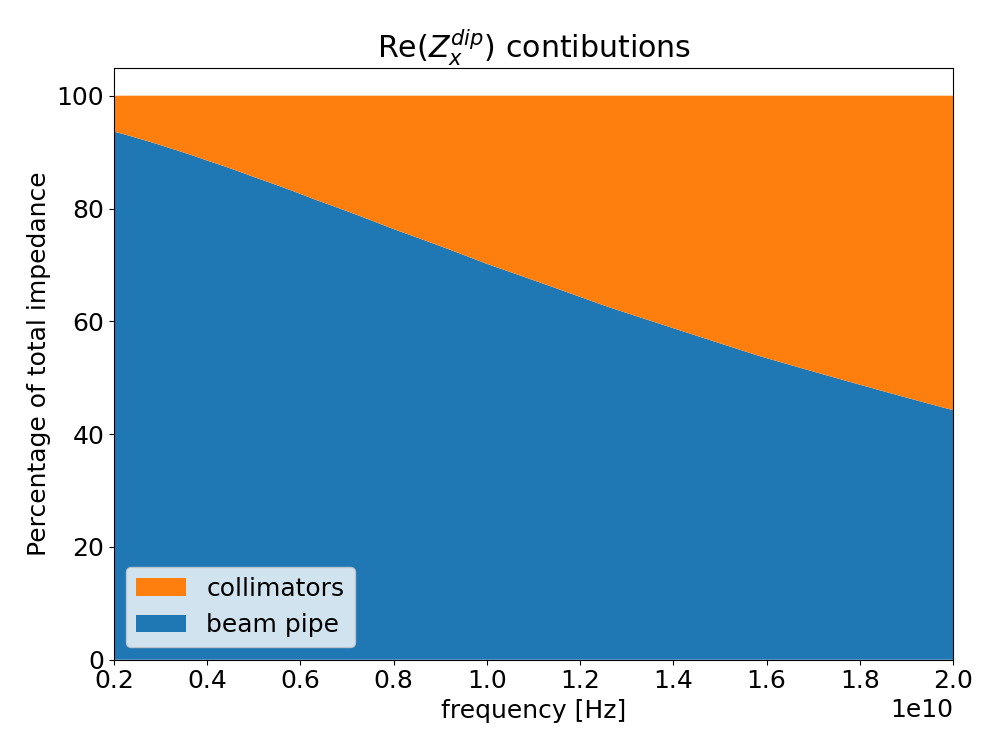 Re(Z_x^{dip}) contibutions
Percentage of total impedance
100
80
60
40
20
0
collimators
beam pipe
0.2 0.4 0.6 0.8 1.0 1.2 1.4 1.6 1.8 2.0
frequency [Hz]
1e10